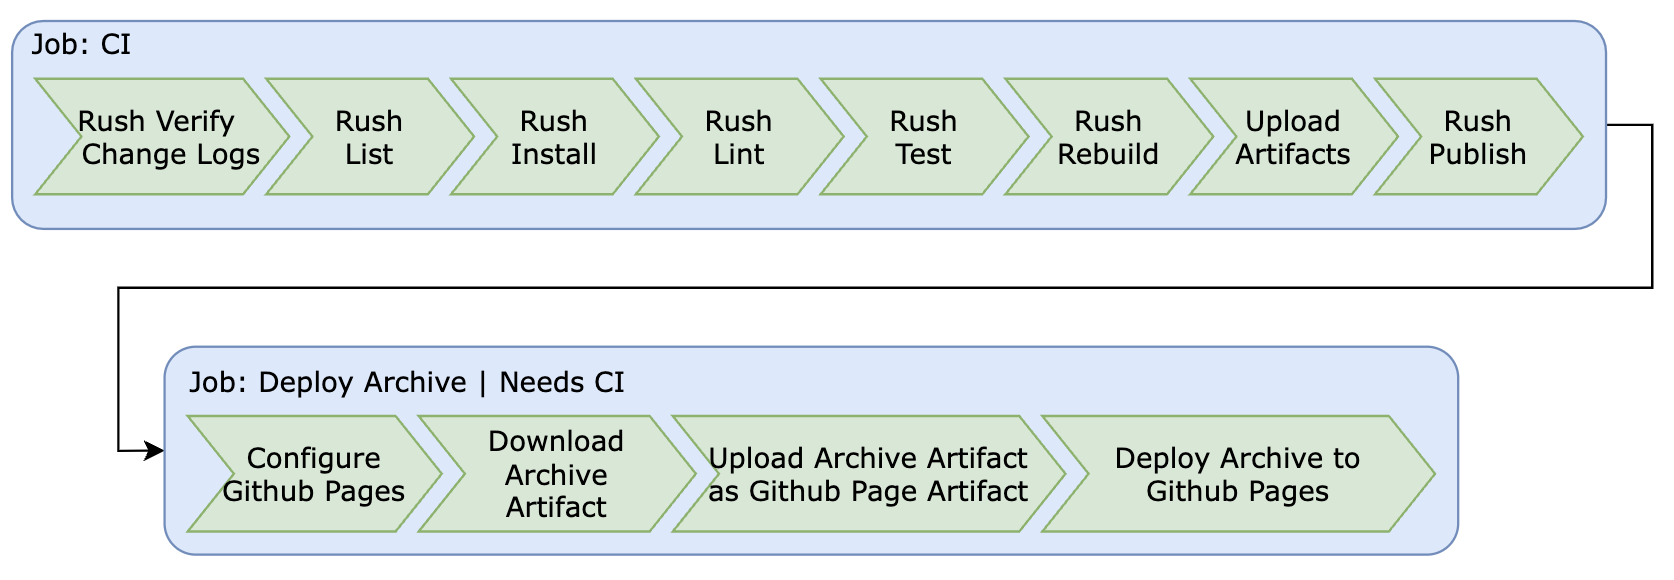 Job: CI
Rush Verify
Change Logs
Rush
List
Rush
Install
Rush
Lint
Rush
Test
Rush
Rebuild
Upload
Artifacts
Rush
Publish
Job: Deploy Archive | Needs CI
Configure
Github Pages
Download
Archive
Artifact
Upload Archive Artifact
as Github Page Artifact
Deploy Archive to
Github Pages